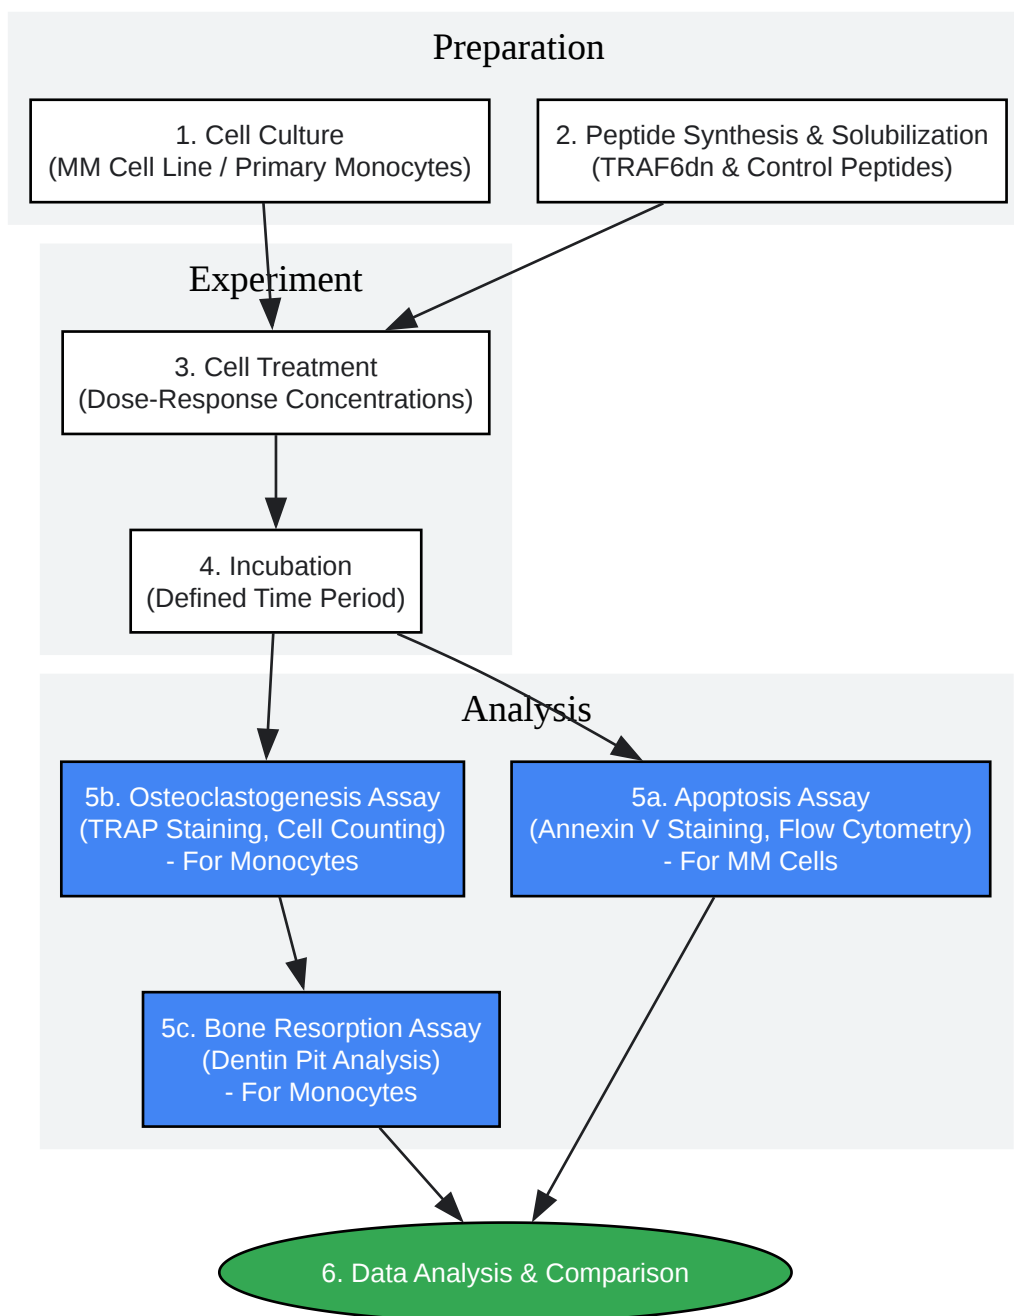 Preparation
1. Cell Culture
(MM Cell Line / Primary Monocytes)
2. Peptide Synthesis & Solubilization
(TRAF6dn & Control Peptides)
Experiment
3. Cell Treatment
(Dose-Response Concentrations)
4. Incubation
(Defined Time Period)
Analysis
5b. Osteoclastogenesis Assay
(TRAP Staining, Cell Counting)
- For Monocytes
5a. Apoptosis Assay
(Annexin V Staining, Flow Cytometry)
- For MM Cells
5c. Bone Resorption Assay
(Dentin Pit Analysis)
- For Monocytes
6. Data Analysis & Comparison